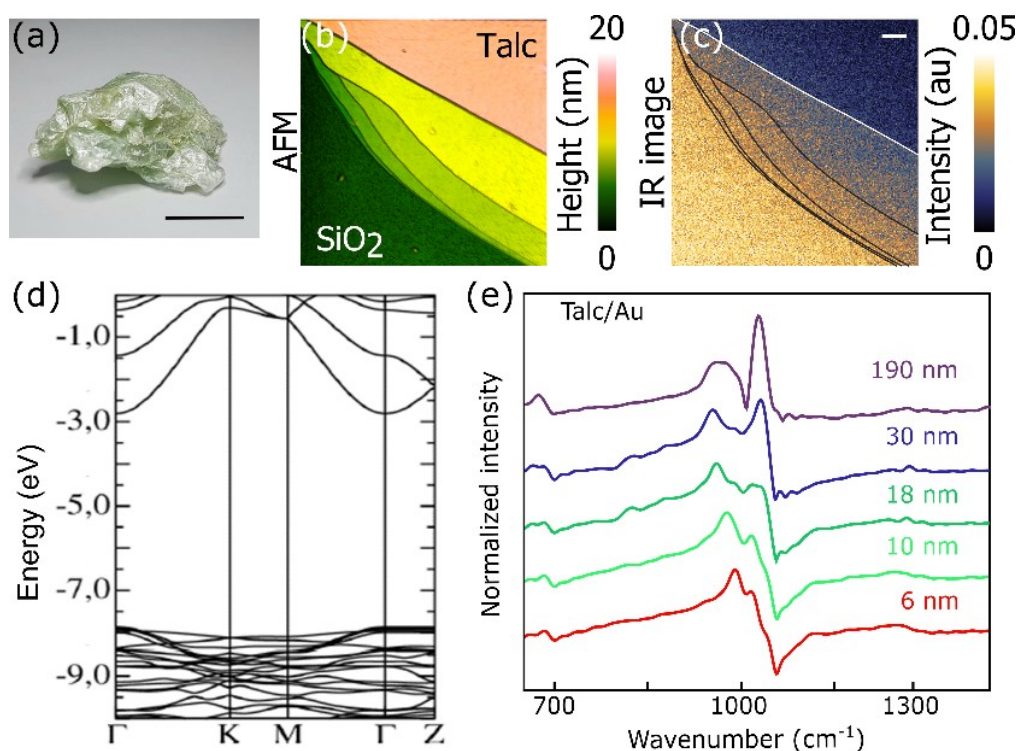 (a)
(b)
Talc
SiO2
AFM
20
Height (nm)
0
(c)
IR image
0.05
Intensity (au)
0
(d)
Energy (eV)
-1,0
-3,0
-5,0
-7,0
-9,0
Γ K M Γ Z
(e)
Talc/Au
190 nm
30 nm
18 nm
10 nm
6 nm
Normalized intensity
700 1000 1300
Wavenumber (cm⁻¹)